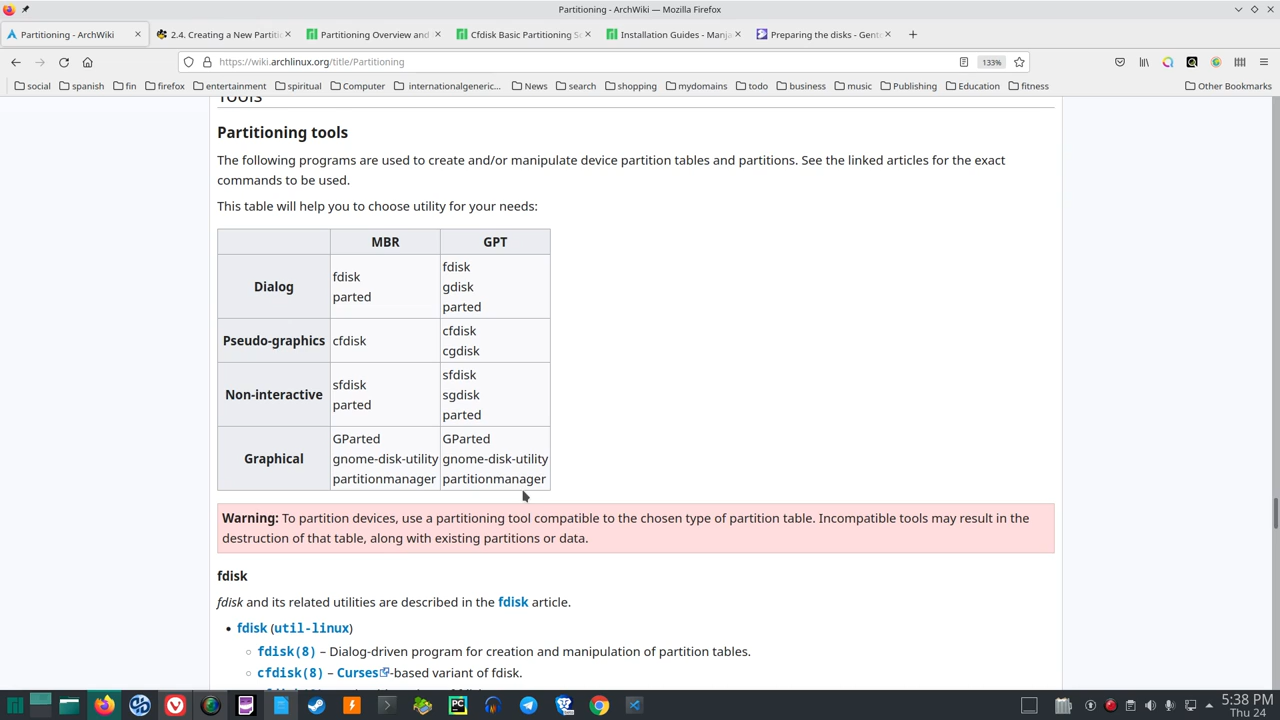 Partitioning - ArchWiki — Mozilla Firefox
Partitioning - ArchWiki
2.4. Creating a New Partiti
Partitioning Overview and
Cfdisk Basic Partitioning S
Installation Guides - Manja
Preparing the disks - Gent
https://wiki.archlinux.org/title/Partitioning
133%
social spanish fin firefox entertainment spiritual Computer internationalgeneric... News search shopping mydomains todo business music Publishing Education fitness Other Bookmarks
Tools
Partitioning tools
The following programs are used to create and/or manipulate device partition tables and partitions. See the linked articles for the exact
commands to be used.
This table will help you to choose utility for your needs:
MBR GPT
Dialog
fdisk
parted
fdisk
gdisk
parted
Pseudo-graphics
cfdisk
cfdisk
cgdisk
Non-interactive
sfdisk
parted
sfdisk
sgdisk
parted
Graphical
GParted
gnome-disk-utility
partitionmanager
GParted
gnome-disk-utility
partitionmanager
Warning: To partition devices, use a partitioning tool compatible to the chosen type of partition table. Incompatible tools may result in the
destruction of that table, along with existing partitions or data.
fdisk
fdisk and its related utilities are described in the fdisk article.
• fdisk (util-linux)
fdisk(8) – Dialog-driven program for creation and manipulation of partition tables.
cfdisk(8) – Curses-based variant of fdisk.
5:38 PM
Thu 24